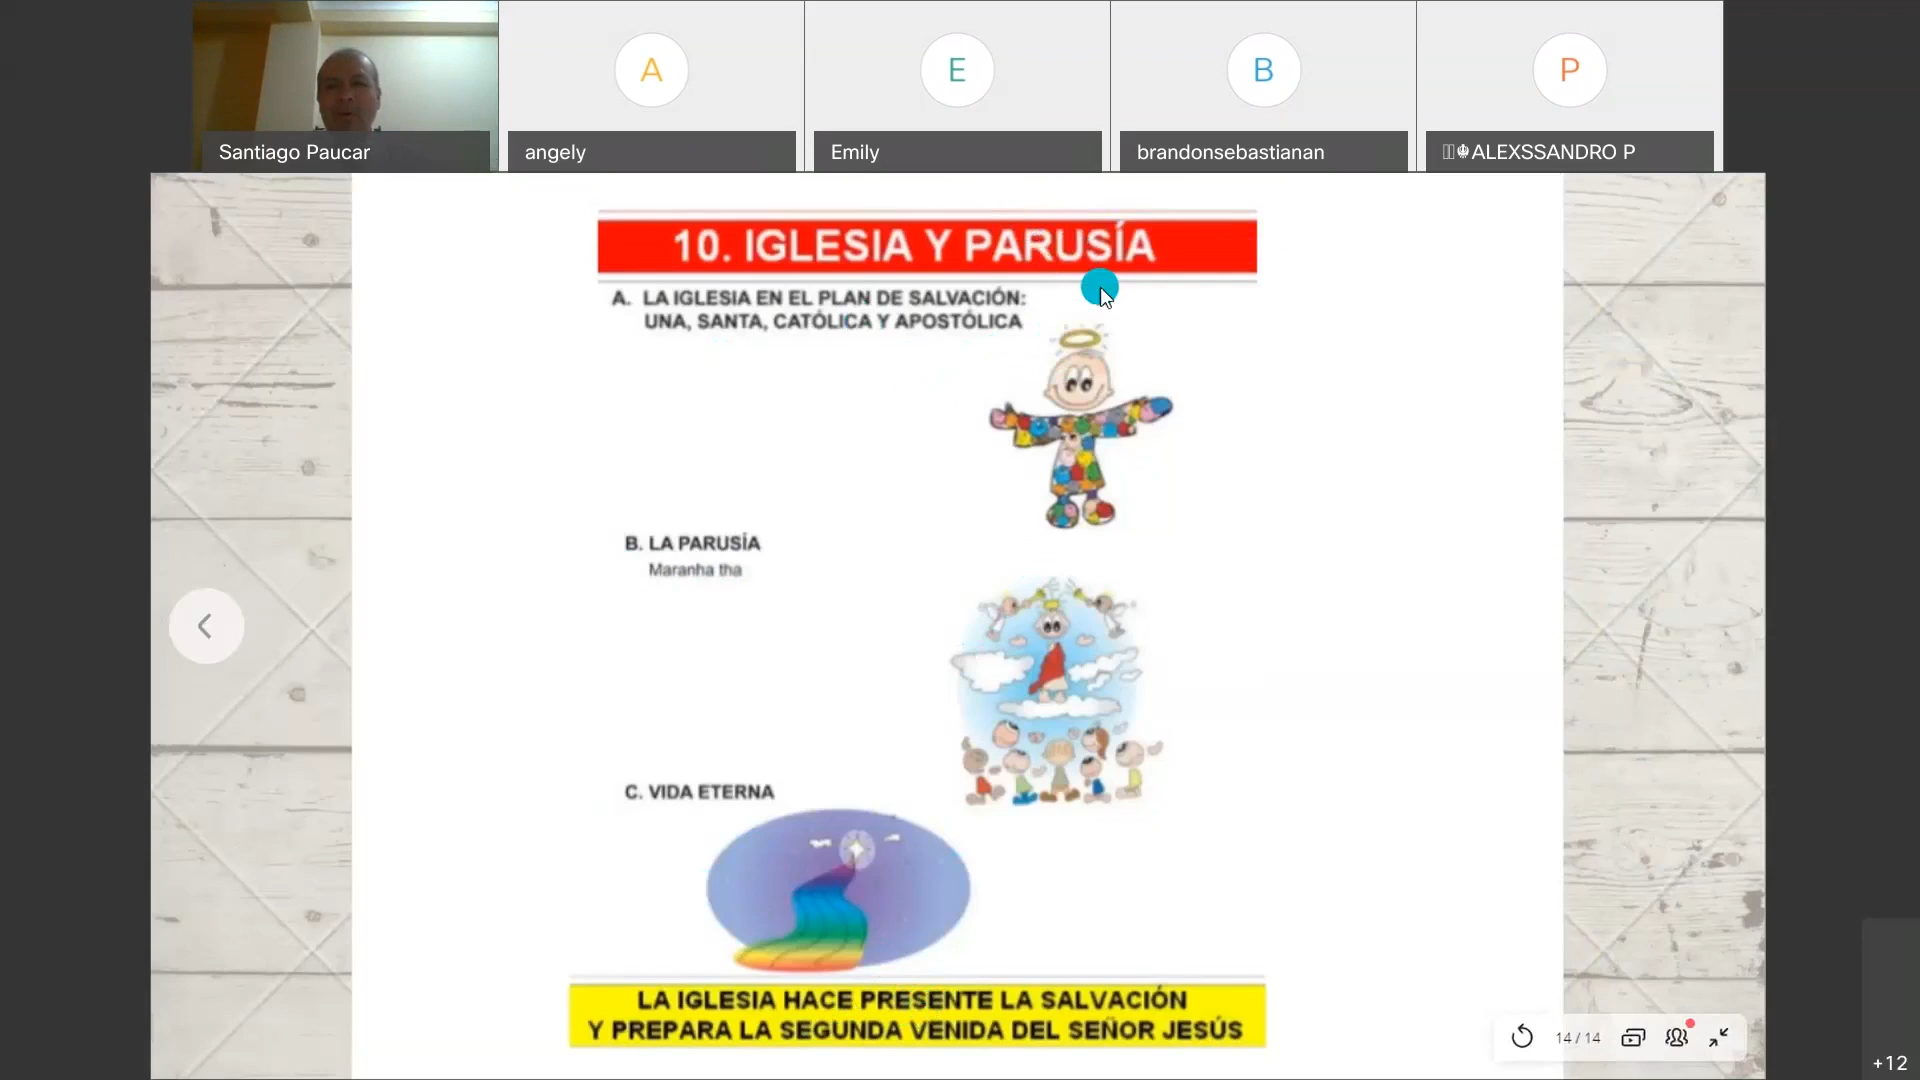 A
E
B
P
Santiago Paucar
angely
Emily
brandonsebastianan
ALEXSSANDRO P
10. IGLESIA Y PARUSÍA
A. LA IGLESIA EN EL PLAN DE SALVACIÓN:
UNA, SANTA, CATÓLICA Y APOSTÓLICA
B. LA PARUSÍA
Maranha tha
C. VIDA ETERNA
LA IGLESIA HACE PRESENTE LA SALVACIÓN
Y PREPARA LA SEGUNDA VENIDA DEL SEÑOR JESÚS
14 / 14
+12